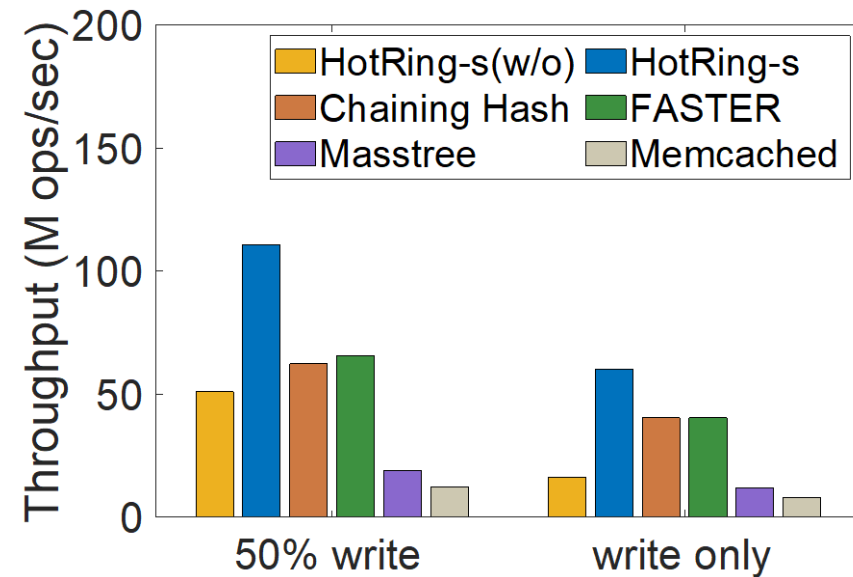 Throughput (M ops/sec)
200
150
100
50
0
HotRing-s(w/o) HotRing-s
Chaining Hash FASTER
Masstree Memcached
50% write write only